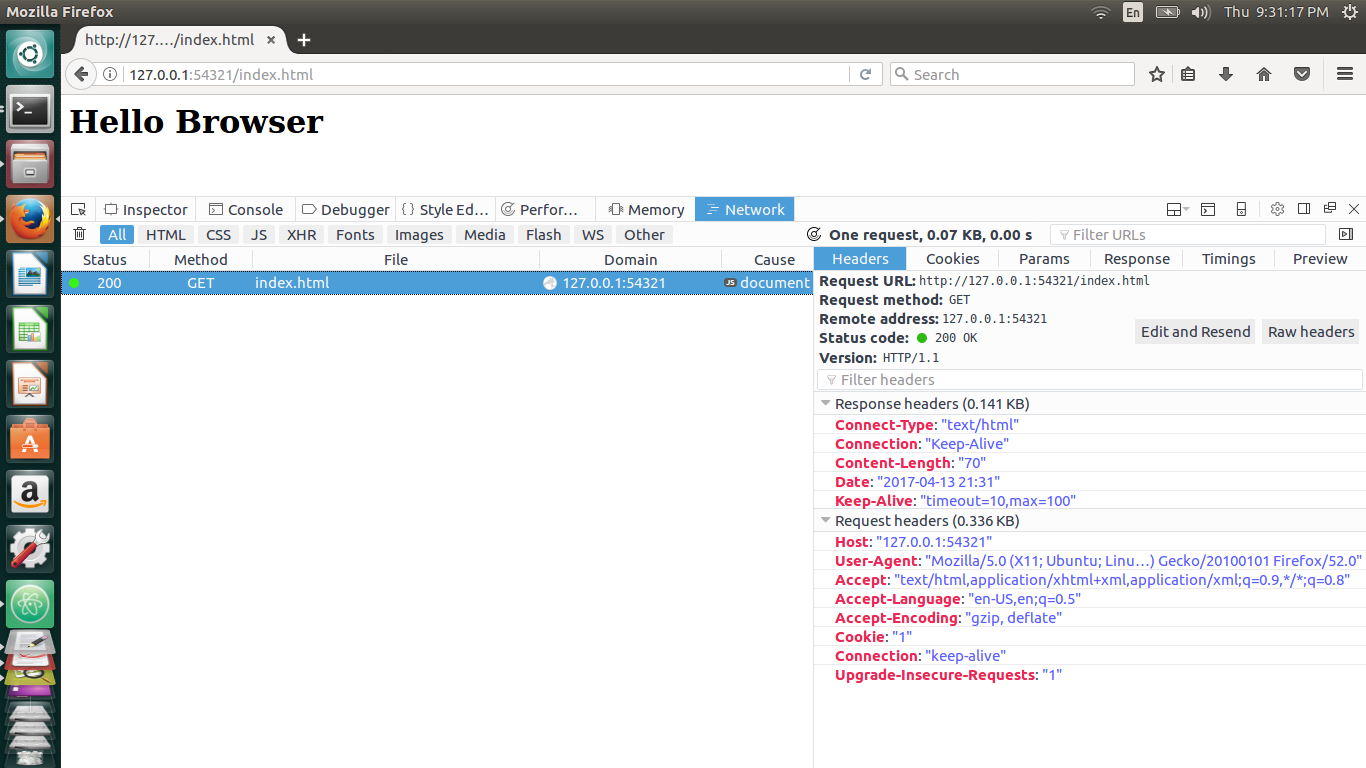 Mozilla Firefox
En
Thu 9:31:17 PM
http://127.…/index.html
127.0.0.1:54321/index.html
Search
Hello Browser
Inspector
Console
Debugger
Style Ed…
Perfor…
Memory
Network
All
HTML
CSS
JS
XHR
Fonts
Images
Media
Flash
WS
Other
One request, 0.07 KB, 0.00 s
Filter URLs
Status
Method
File
Domain
Cause
200
GET
index.html
127.0.0.1:54321
JS
document
Headers
Cookies
Params
Response
Timings
Preview
Request URL: http://127.0.0.1:54321/index.html
Request method: GET
Remote address: 127.0.0.1:54321
Status code: 200 OK
Edit and Resend
Raw headers
Version: HTTP/1.1
Filter headers
Response headers (0.141 KB)
Connect-Type: "text/html"
Connection: "Keep-Alive"
Content-Length: "70"
Date: "2017-04-13 21:31"
Keep-Alive: "timeout=10,max=100"
Request headers (0.336 KB)
Host: "127.0.0.1:54321"
User-Agent: "Mozilla/5.0 (X11; Ubuntu; Linu…) Gecko/20100101 Firefox/52.0"
Accept: "text/html,application/xhtml+xml,application/xml;q=0.9,*/*;q=0.8"
Accept-Language: "en-US,en;q=0.5"
Accept-Encoding: "gzip, deflate"
Cookie: "1"
Connection: "keep-alive"
Upgrade-Insecure-Requests: "1"